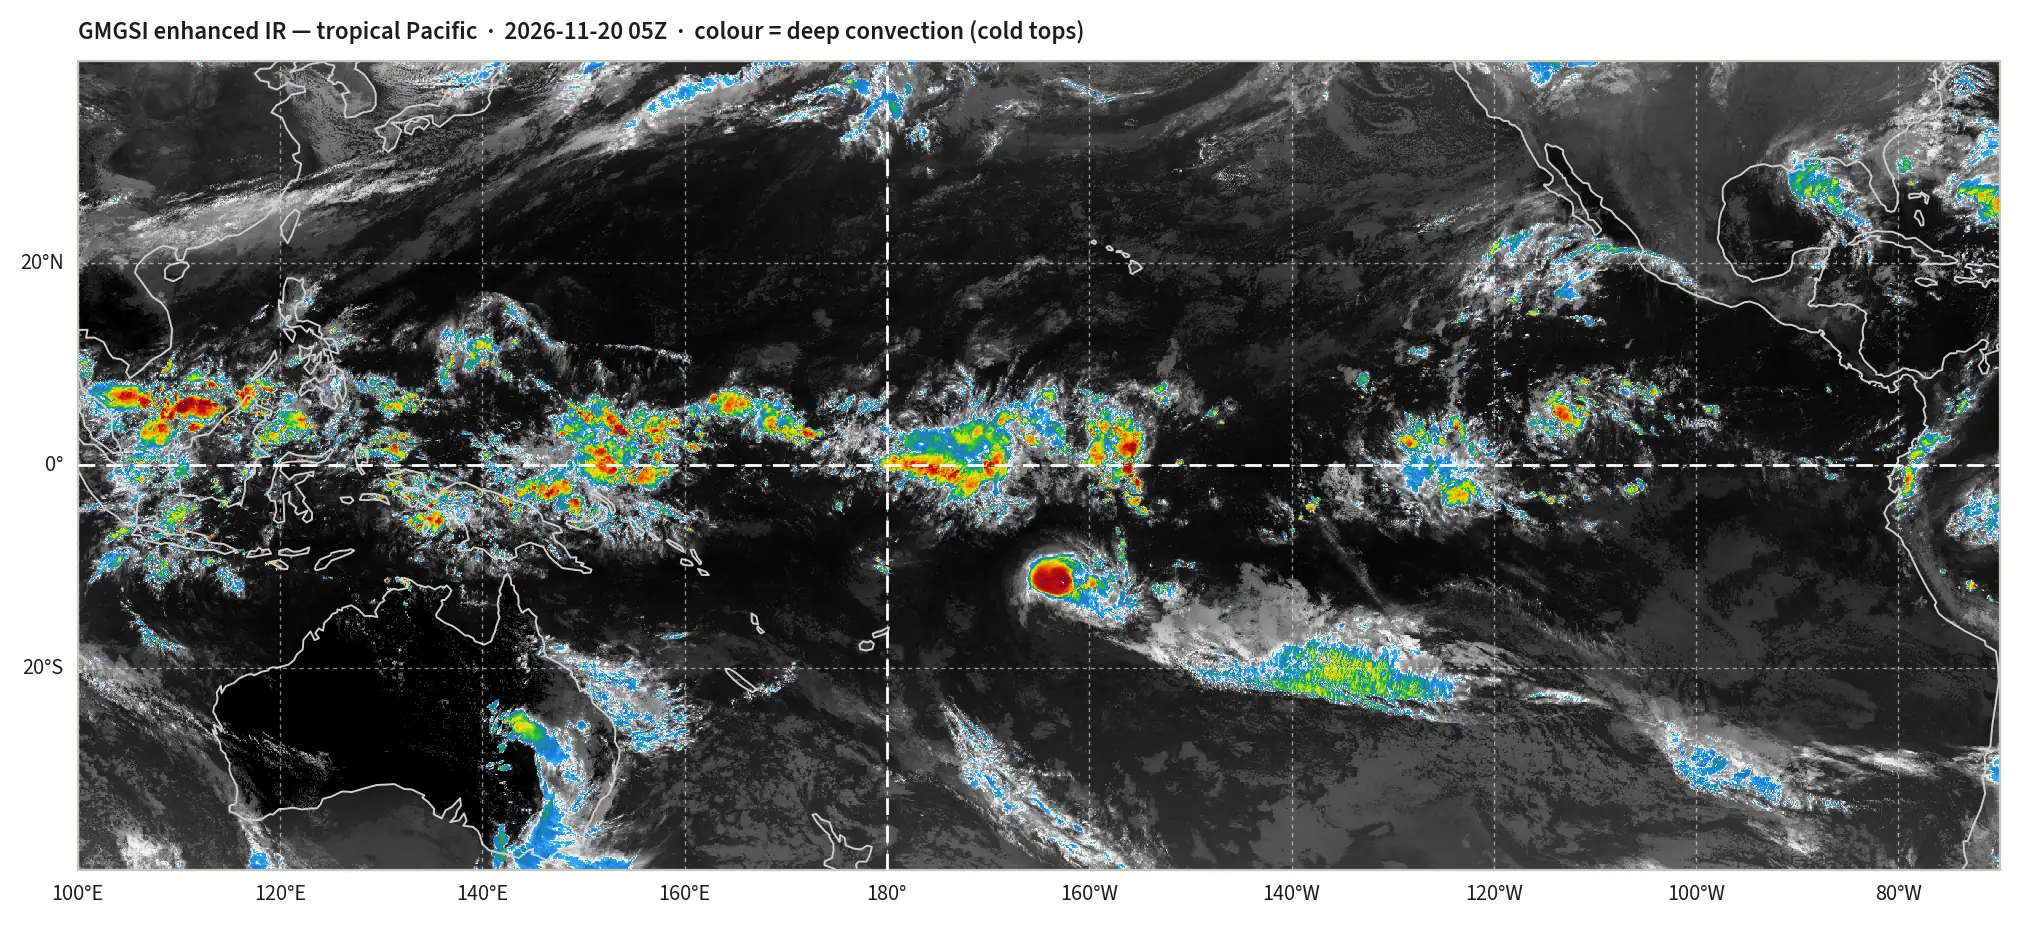 GMGSI enhanced IR — tropical Pacific · 2026-11-20 05Z · colour = deep convection (cold tops)
20°N
0°
20°S
100°E 120°E 140°E 160°E 180° 160°W 140°W 120°W 100°W 80°W